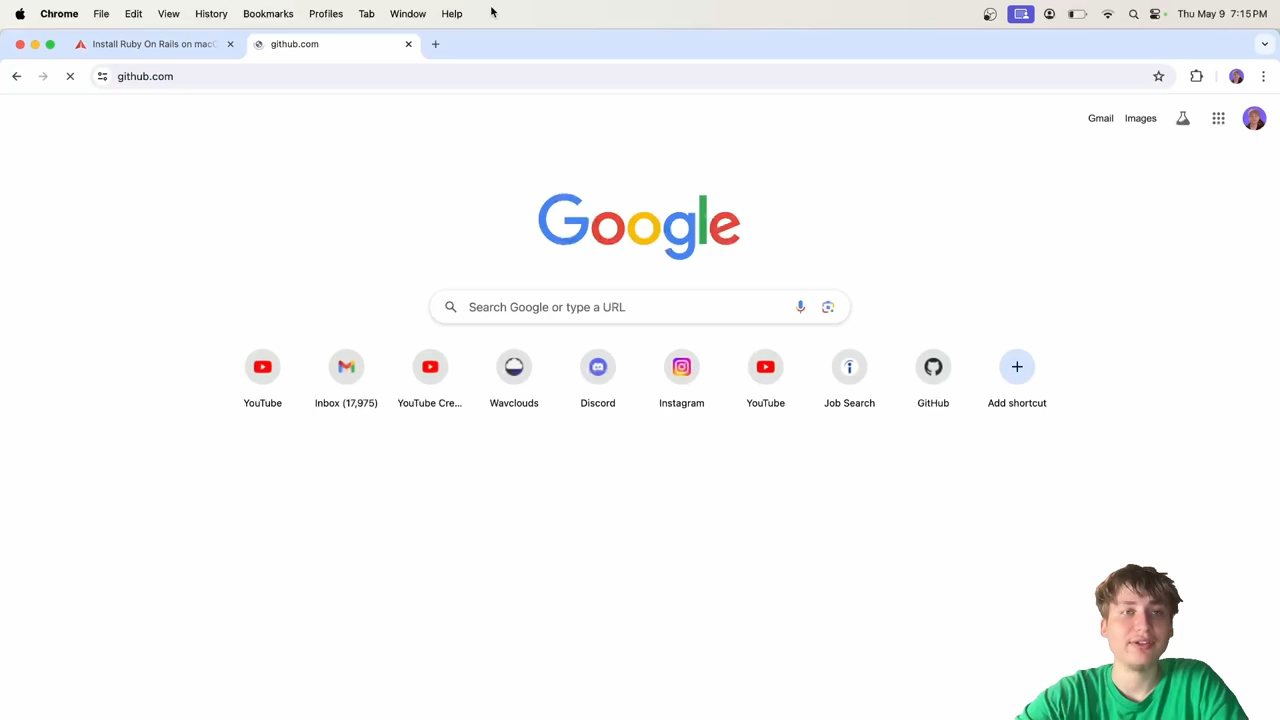 Chrome File Edit View History Bookmarks Profiles Tab Window Help Thu May 9 7:15 PM
Install Ruby On Rails on mac github.com
github.com
Gmail Images
Google
Search Google or type a URL
YouTube Inbox (17,975) YouTube Cre... Wavclouds Discord Instagram YouTube Job Search GitHub Add shortcut